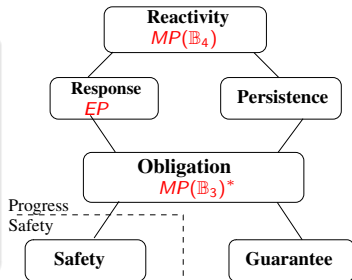 Reactivity
MP(𝔹₄)
Response
EP
Persistence
Obligation
MP(𝔹₃)*
Progress
Safety
Safety
Guarantee